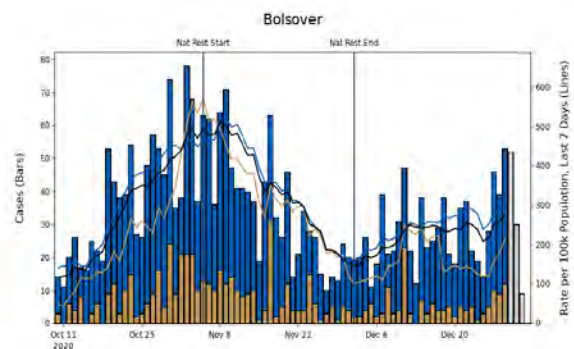 Bolsover
Nat Rest Start
Nat Rest End
Cases (Bars)
Rate per 100k Population, Last 7 Days (Lines)
80
70
60
50
40
30
20
10
0
600
500
400
300
200
100
0
Oct 11
2020
Oct 25
Nov 8
Nov 22
Dec 6
Dec 20